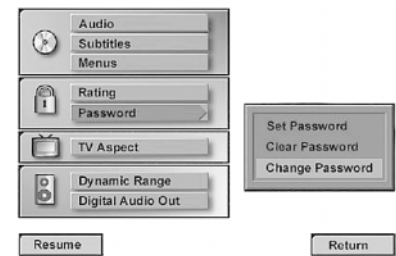 Audio
Subtitles
Menus
Rating
Password
TV Aspect
Dynamic Range
Digital Audio Out
Set Password
Clear Password
Change Password
Resume
Return